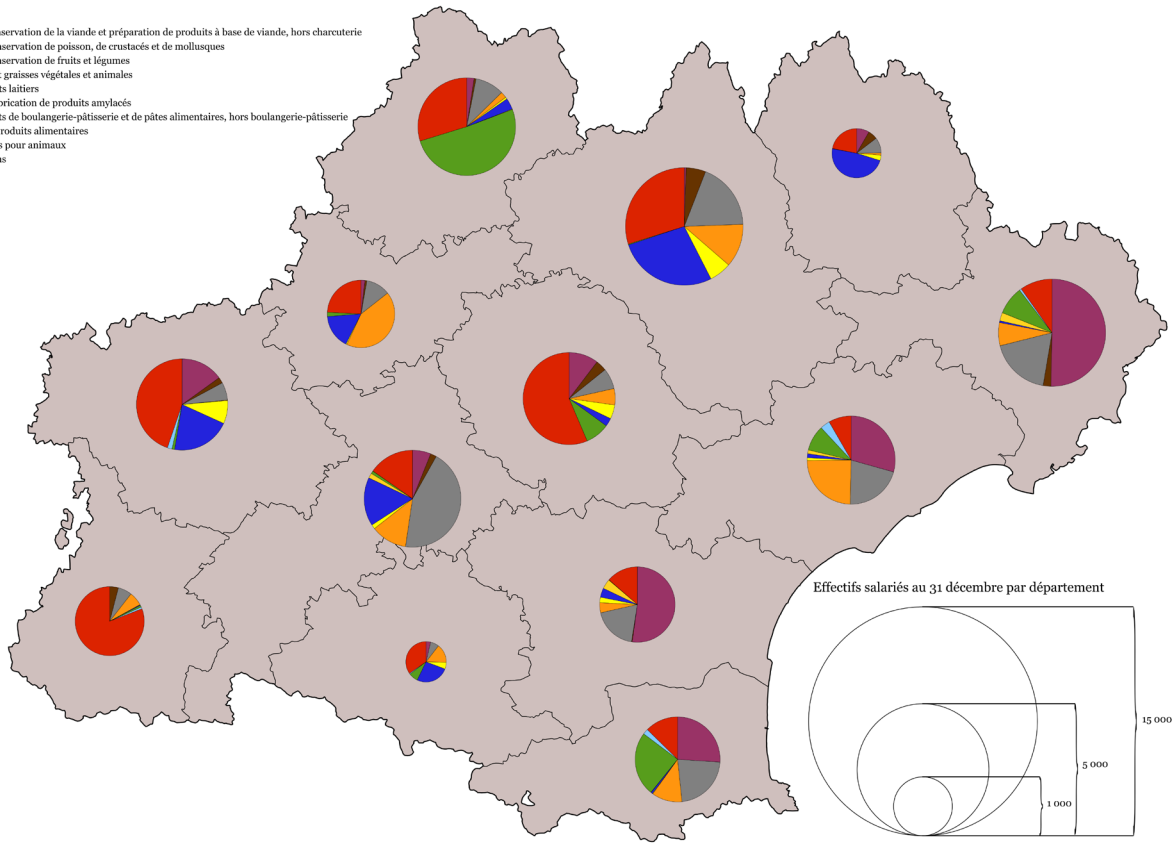 servation de la viande et préparation de produits à base de viande, hors charcuterie
servation de poisson, de crustacés et de mollusques
servation de fruits et légumes
graisses végétales et animales
ts laitiers
brication de produits amylacés
ts de boulangerie-pâtisserie et de pâtes alimentaires, hors boulangerie-pâtisserie
roduits alimentaires
s pour animaux
ns
Effectifs salariés au 31 décembre par département
15 000
5 000
1 000